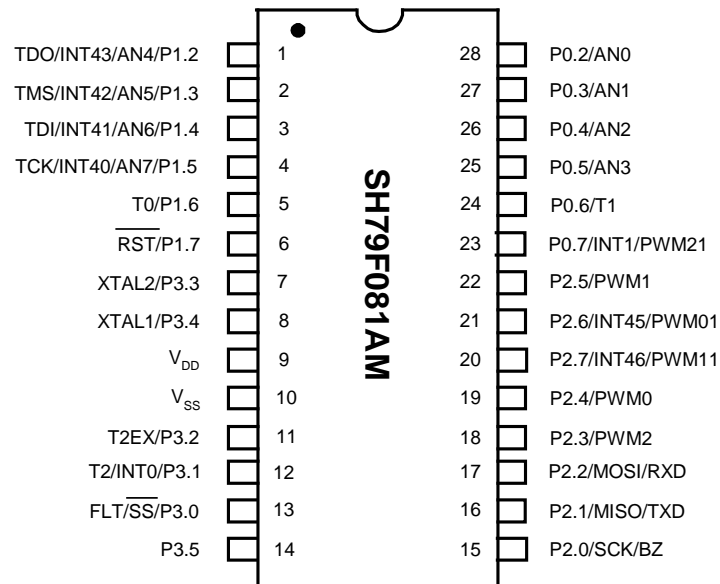 TDO/INT43/AN4/P1.2 1 28 P0.2/AN0
TMS/INT42/AN5/P1.3 2 27 P0.3/AN1
TDI/INT41/AN6/P1.4 3 26 P0.4/AN2
TCK/INT40/AN7/P1.5 4 25 P0.5/AN3
T0/P1.6 5 24 P0.6/T1
RST/P1.7 6 23 P0.7/INT1/PWM21
XTAL2/P3.3 7 22 P2.5/PWM1
XTAL1/P3.4 8 21 P2.6/INT45/PWM01
VDD 9 20 P2.7/INT46/PWM11
VSS 10 19 P2.4/PWM0
T2EX/P3.2 11 18 P2.3/PWM2
T2/INT0/P3.1 12 17 P2.2/MOSI/RXD
FLT/SS/P3.0 13 16 P2.1/MISO/TXD
P3.5 14 15 P2.0/SCK/BZ
SH79F081AM